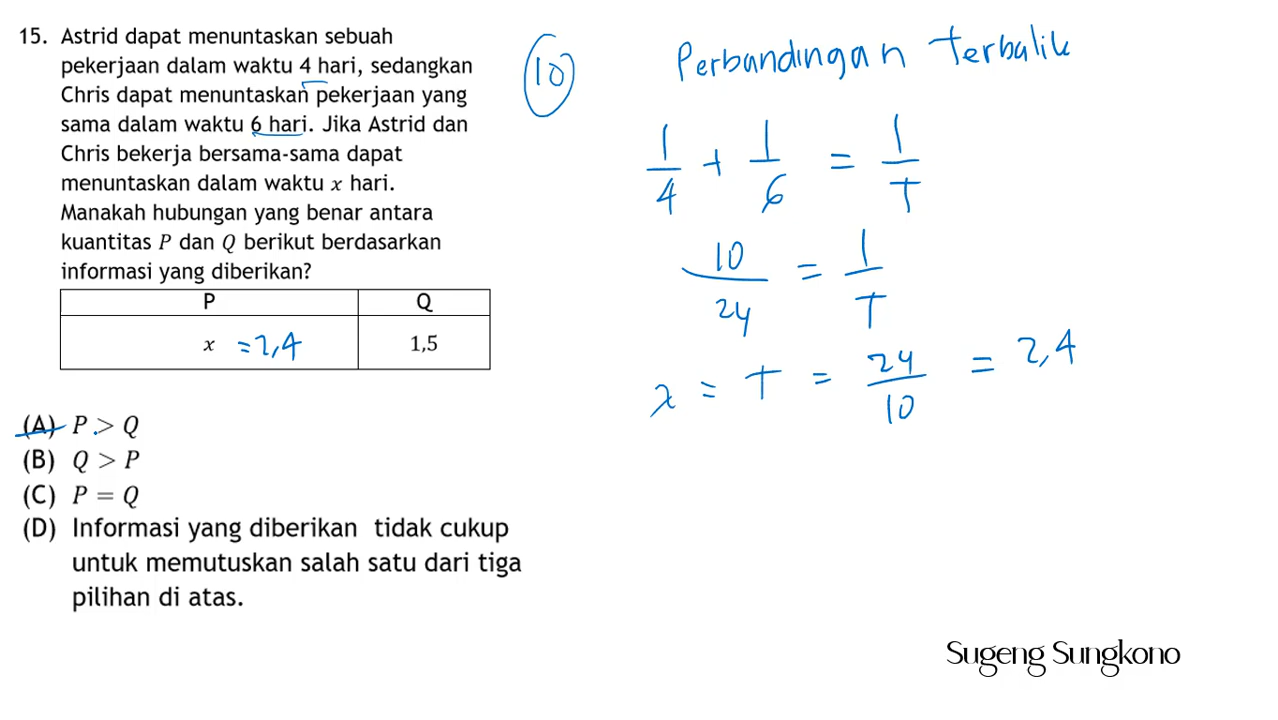 15. Astrid dapat menuntaskan sebuah
pekerjaan dalam waktu 4 hari, sedangkan
Chris dapat menuntaskan pekerjaan yang
sama dalam waktu 6 hari. Jika Astrid dan
Chris bekerja bersama-sama dapat
menuntaskan dalam waktu x hari.
Manakah hubungan yang benar antara
kuantitas P dan Q berikut berdasarkan
informasi yang diberikan?
P Q
x = 2,4 1,5
(A) P > Q
(B) Q > P
(C) P = Q
(D) Informasi yang diberikan tidak cukup
untuk memutuskan salah satu dari tiga
pilihan di atas.
10
Perbandingan terbalik
1/4 + 1/6 = 1/T
10/24 = 1/T
x = T = 24/10 = 2,4
Sugeng Sungkono